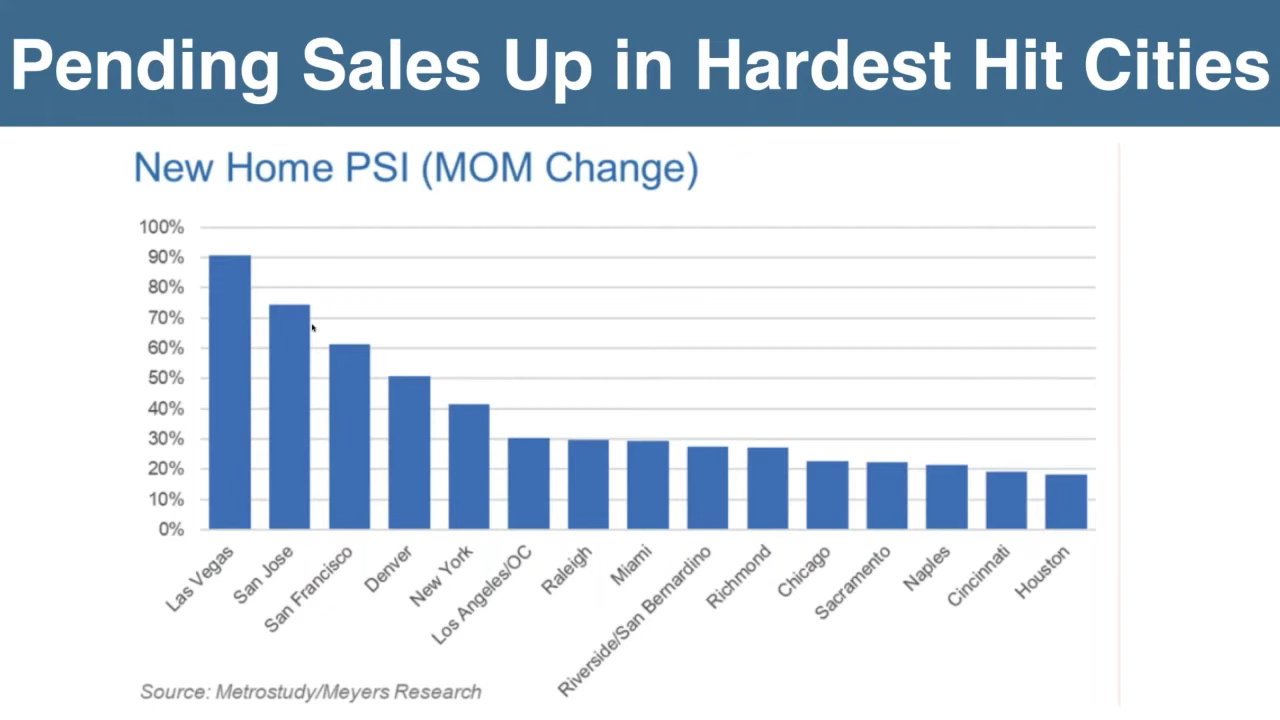 Pending Sales Up in Hardest Hit Cities
New Home PSI (MOM Change)
100%
90%
80%
70%
60%
50%
40%
30%
20%
10%
0%
Las Vegas
San Jose
San Francisco
Denver
New York
Los Angeles/OC
Raleigh
Miami
Riverside/San Bernardino
Richmond
Chicago
Sacramento
Naples
Cincinnati
Houston
Source: Metrostudy/Meyers Research